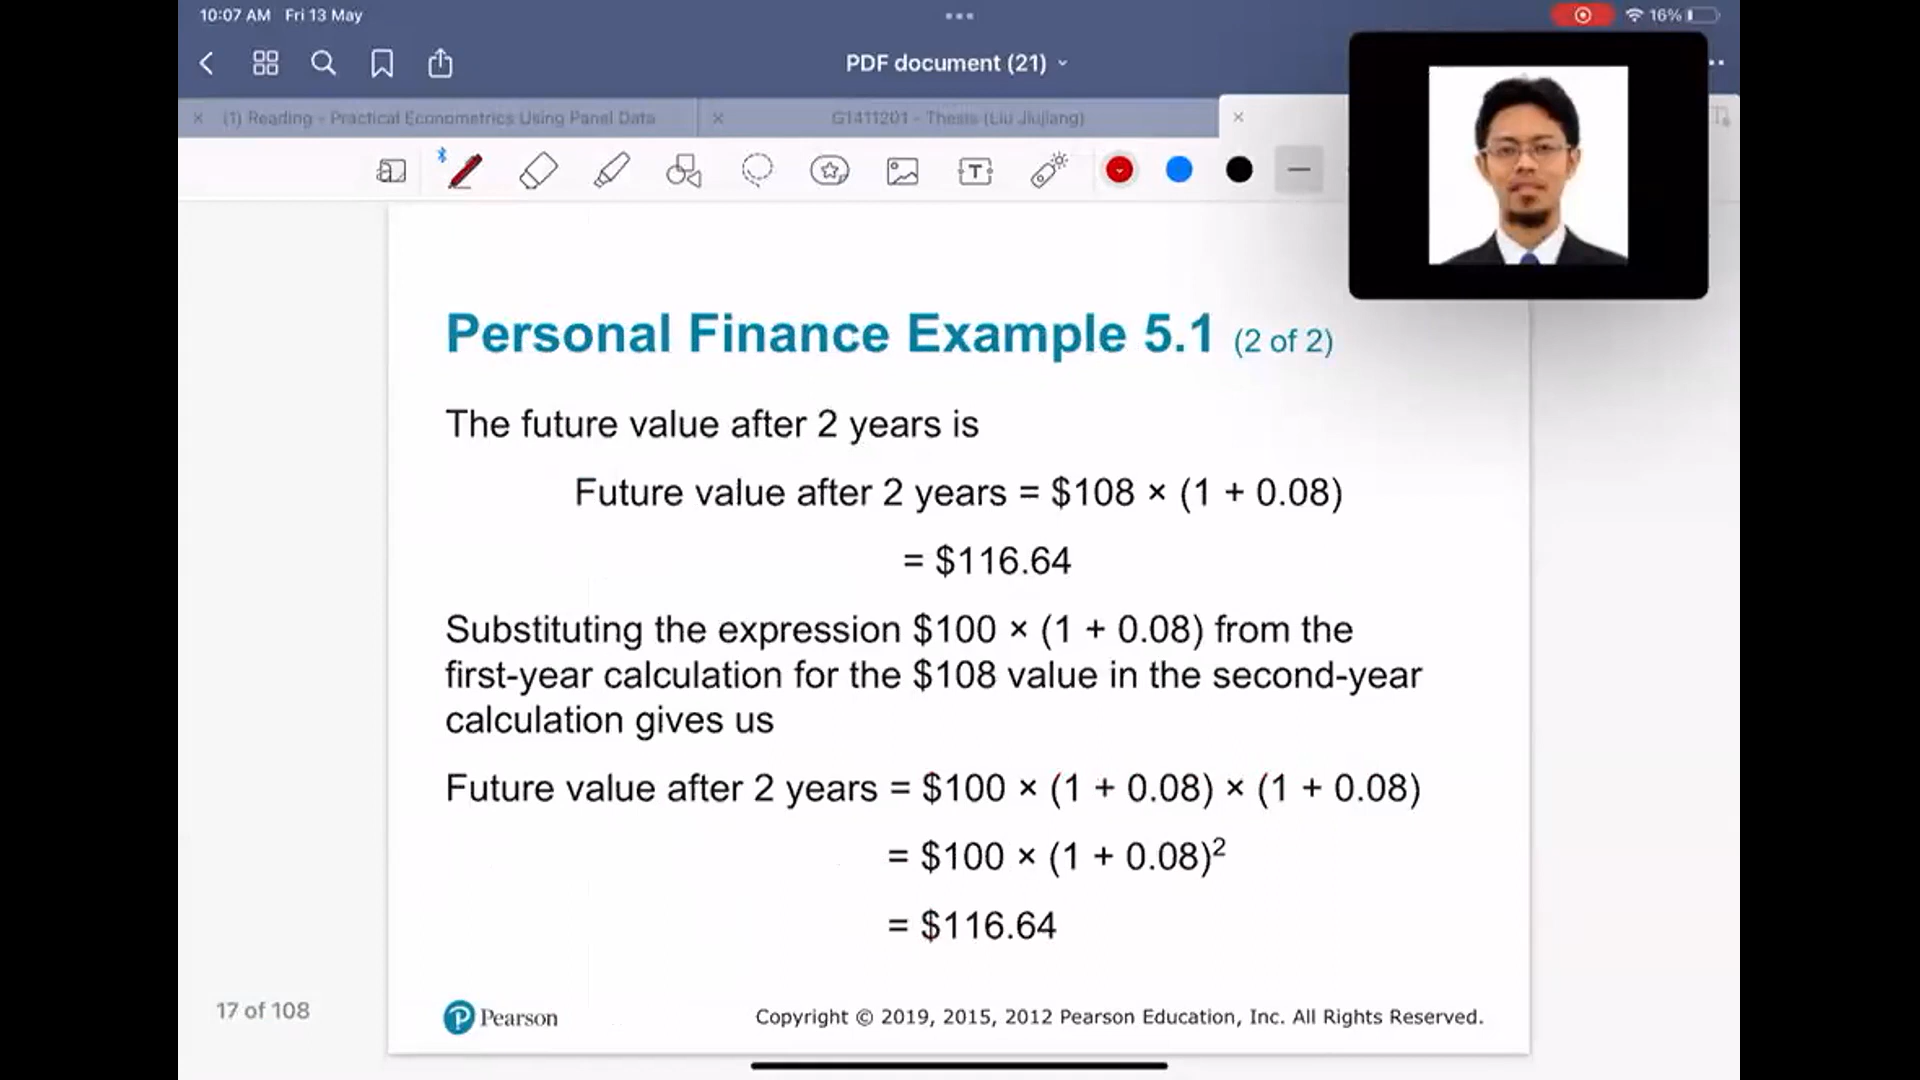 10:07 AM Fri 13 May
16%
PDF document (21)
(1) Reading - Practical Econometrics Using Panel Data
G1411201 - Thesis (Liu Jiujiang)
Personal Finance Example 5.1 (2 of 2)
The future value after 2 years is
Future value after 2 years = $108 × (1 + 0.08)
= $116.64
Substituting the expression $100 × (1 + 0.08) from the
first-year calculation for the $108 value in the second-year
calculation gives us
Future value after 2 years = $100 × (1 + 0.08) × (1 + 0.08)
= $100 × (1 + 0.08)²
= $116.64
17 of 108
Pearson
Copyright © 2019, 2015, 2012 Pearson Education, Inc. All Rights Reserved.